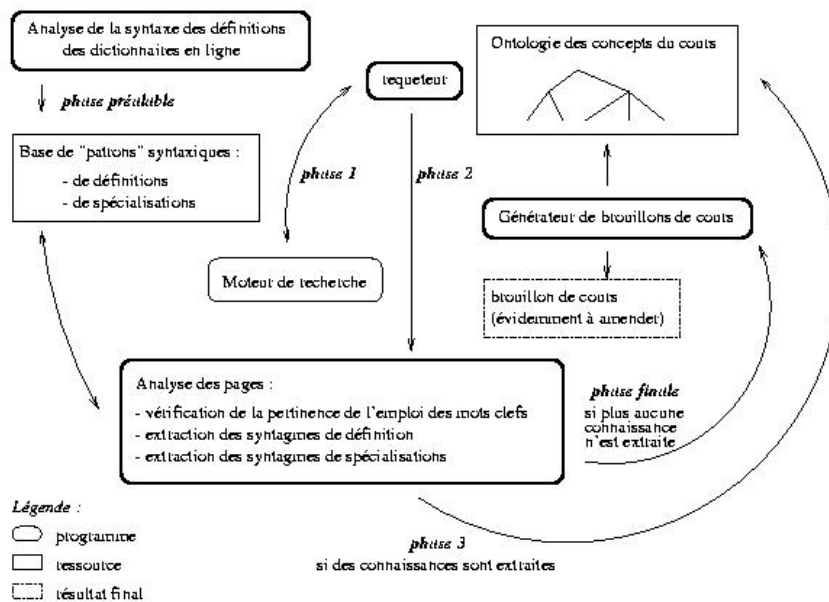 Analyse de la syntaxe des définitions
des dictionnaires en ligne
phase préalable
Base de "patrons" syntaxiques :
- de définitions
- de spécialisations
requeteur
phase 1
phase 2
Moteur de recherche
Ontologie des concepts du cours
Générateur de brouillons de cours
brouillon de cours
(évidemment à amender)
Analyse des pages :
- vérification de la pertinence de l'emploi des mots clefs
- extraction des syntagmes de définition
- extraction des syntagmes de spécialisations
phase finale
si plus aucune
connaissance
n'est extraite
phase 3
si des connaissances sont extraites
Légende :
programme
ressource
résultat final